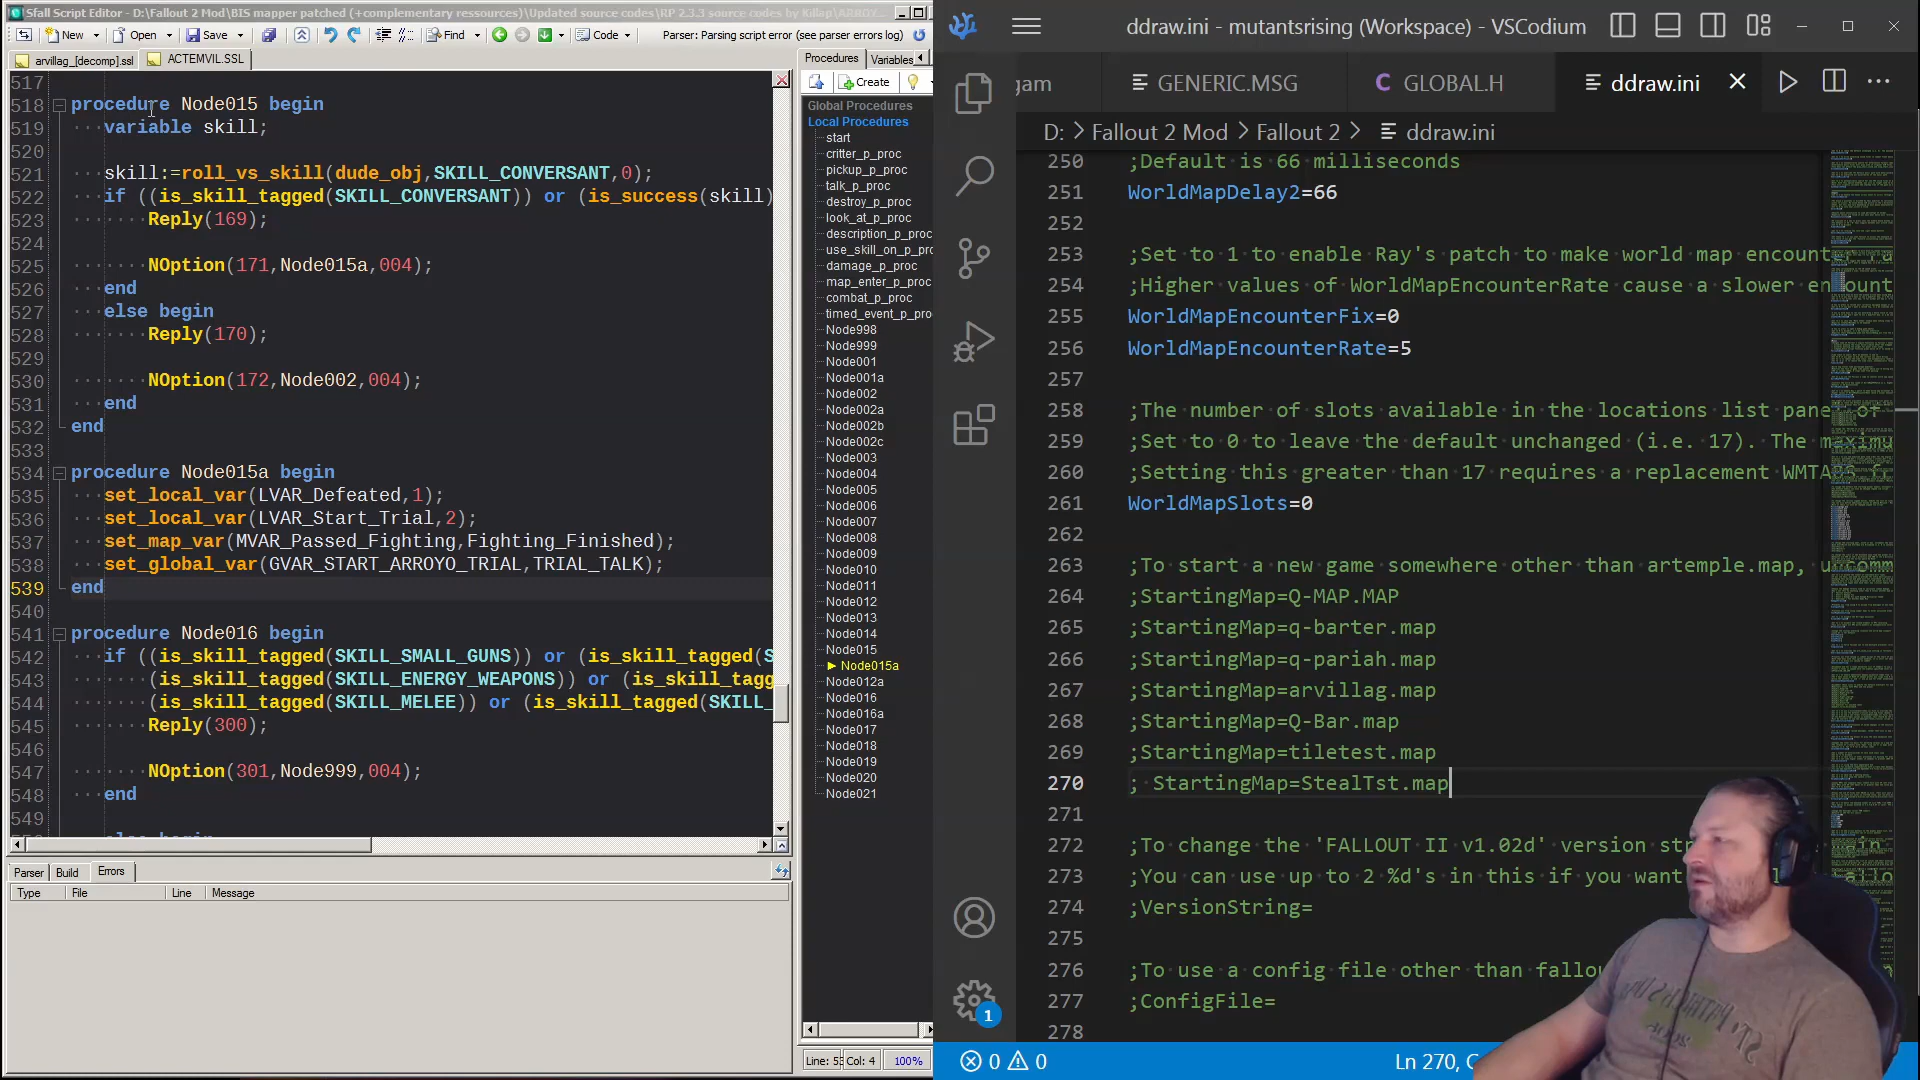 Sfall Script Editor - D:\Fallout 2 Mod\BIS mapper patched (+complementary ressources)\Updated source codes\RP 2.3.3 source codes by Killap\ARROY
New Open Save Find Code Parser: Parsing script error (see parser errors log)
arvillag_[decomp].ssl ACTEMVIL.SSL
517
518 procedure Node015 begin
519 variable skill;
520
521 skill:=roll_vs_skill(dude_obj,SKILL_CONVERSANT,0);
522 if ((is_skill_tagged(SKILL_CONVERSANT)) or (is_success(skill)
523 Reply(169);
524
525 NOption(171,Node015a,004);
526 end
527 else begin
528 Reply(170);
529
530 NOption(172,Node002,004);
531 end
532 end
533
534 procedure Node015a begin
535 set_local_var(LVAR_Defeated,1);
536 set_local_var(LVAR_Start_Trial,2);
537 set_map_var(MVAR_Passed_Fighting,Fighting_Finished);
538 set_global_var(GVAR_START_ARROYO_TRIAL,TRIAL_TALK);
539 end
540
541 procedure Node016 begin
542 if ((is_skill_tagged(SKILL_SMALL_GUNS)) or (is_skill_tagged(S
543 (is_skill_tagged(SKILL_ENERGY_WEAPONS)) or (is_skill_tagg
544 (is_skill_tagged(SKILL_MELEE)) or (is_skill_tagged(SKILL_
545 Reply(300);
546
547 NOption(301,Node999,004);
548 end
549
else begin
Parser Build Errors
Type File Line Message
Procedures Variables
Create
Global Procedures
Local Procedures
start
critter_p_proc
pickup_p_proc
talk_p_proc
destroy_p_proc
look_at_p_proc
description_p_proc
use_skill_on_p_pro
damage_p_proc
map_enter_p_proc
combat_p_proc
timed_event_p_proc
Node998
Node999
Node001
Node001a
Node002
Node002a
Node002b
Node002c
Node003
Node004
Node005
Node006
Node007
Node008
Node009
Node010
Node011
Node012
Node013
Node014
Node015
Node015a
Node012a
Node016
Node016a
Node017
Node018
Node019
Node020
Node021
Line: 53 Col: 4 100%
ddraw.ini - mutantsrising (Workspace) - VSCodium
gam GENERIC.MSG C GLOBAL.H ddraw.ini
D: > Fallout 2 Mod > Fallout 2 > ddraw.ini
250 ;Default is 66 milliseconds
251 WorldMapDelay2=66
252
253 ;Set to 1 to enable Ray's patch to make world map encount
254 ;Higher values of WorldMapEncounterRate cause a slower encount
255 WorldMapEncounterFix=0
256 WorldMapEncounterRate=5
257
258 ;The number of slots available in the locations list panel of
259 ;Set to 0 to leave the default unchanged (i.e. 17). The maximu
260 ;Setting this greater than 17 requires a replacement
261 WorldMapSlots=0
262
263 ;To start a new game somewhere other than artemple.map, uncomm
264 ;StartingMap=Q-MAP.MAP
265 ;StartingMap=q-barter.map
266 ;StartingMap=q-pariah.map
267 ;StartingMap=arvillag.map
268 ;StartingMap=Q-Bar.map
269 ;StartingMap=tiletest.map
270 ; StartingMap=StealTst.map
271
272 ;To change the 'FALLOUT II v1.02d' version str
273 ;You can use up to 2 %d's in this if you want
274 ;VersionString=
275
276 ;To use a config file other than fallou
277 ;ConfigFile=
278
1
0 0 Ln 270, C